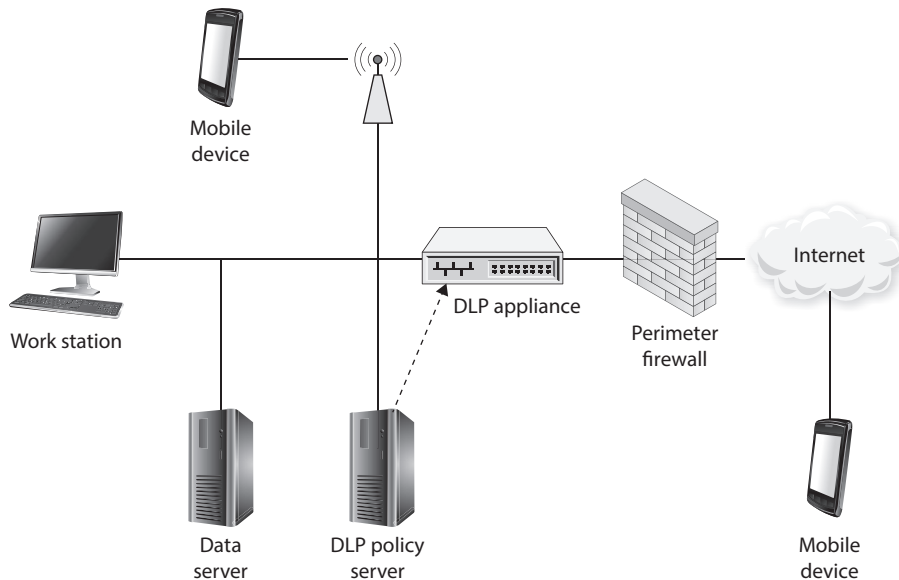 Mobile
device
Work station
DLP appliance
Perimeter
firewall
Internet
Data
server
DLP policy
server
Mobile
device